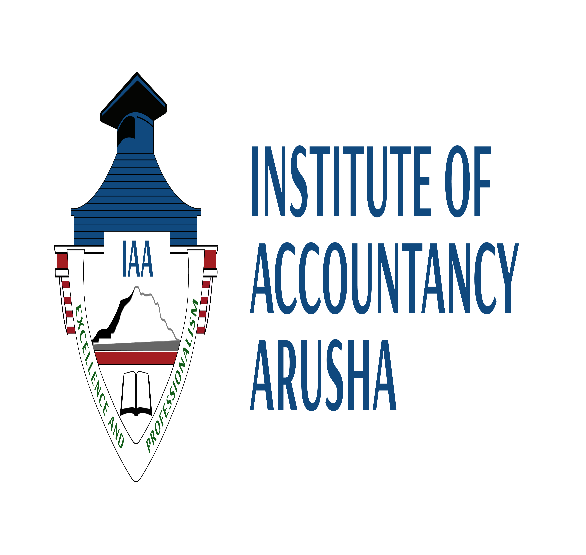 IAA
EXCELLENCE AND PROFESSIONALISM
INSTITUTE OF
ACCOUNTANCY
ARUSHA